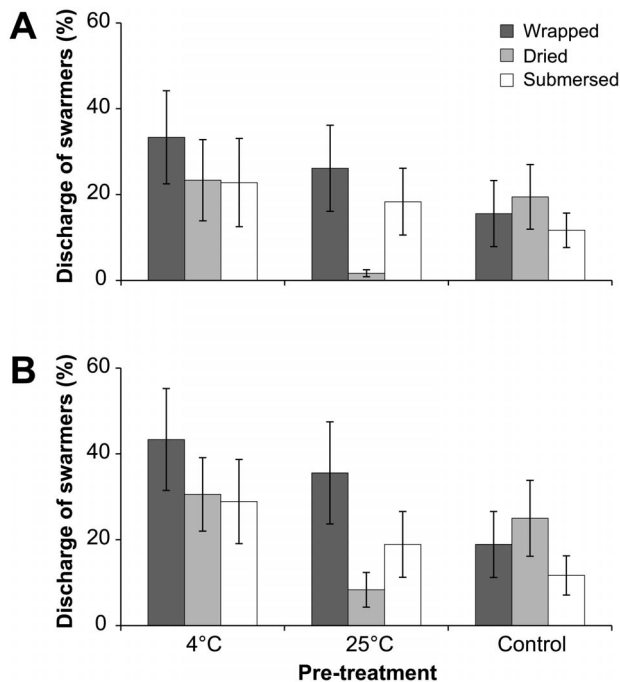 A
Discharge of swarmers (%)
60
40
20
0
Wrapped
Dried
Submersed
B
Discharge of swarmers (%)
60
40
20
0
4°C 25°C Control
Pre-treatment